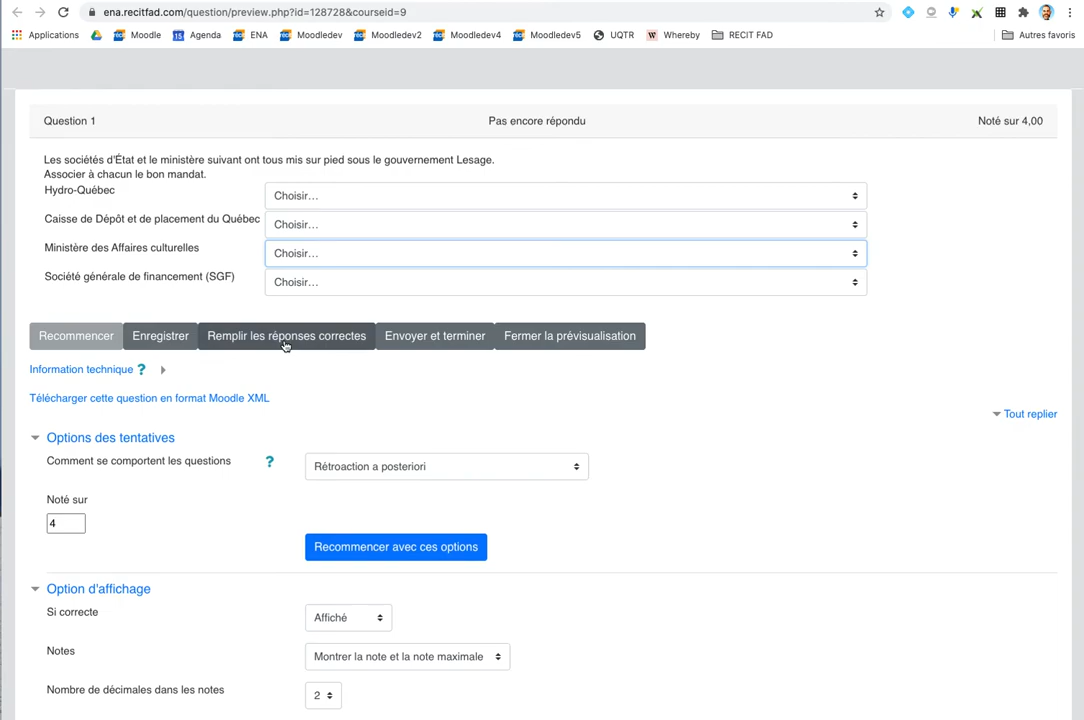 ena.recitfad.com/question/preview.php?id=128728&courseid=9
Applications Moodle Agenda ENA Moodledev Moodledev2 Moodledev4 Moodledev5 UQTR Whereby RECIT FAD Autres favoris
Question 1 Pas encore répondu Noté sur 4,00
Les sociétés d'État et le ministère suivant ont tous mis sur pied sous le gouvernement Lesage.
Associer à chacun le bon mandat.
Hydro-Québec Choisir...
Caisse de Dépôt et de placement du Québec Choisir...
Ministère des Affaires culturelles Choisir...
Société générale de financement (SGF) Choisir...
Recommencer Enregistrer Remplir les réponses correctes Envoyer et terminer Fermer la prévisualisation
Information technique ?
Télécharger cette question en format Moodle XML
Tout replier
Options des tentatives
Comment se comportent les questions ? Rétroaction a posteriori
Noté sur
4
Recommencer avec ces options
Option d'affichage
Si correcte Affiché
Notes Montrer la note et la note maximale
Nombre de décimales dans les notes 2